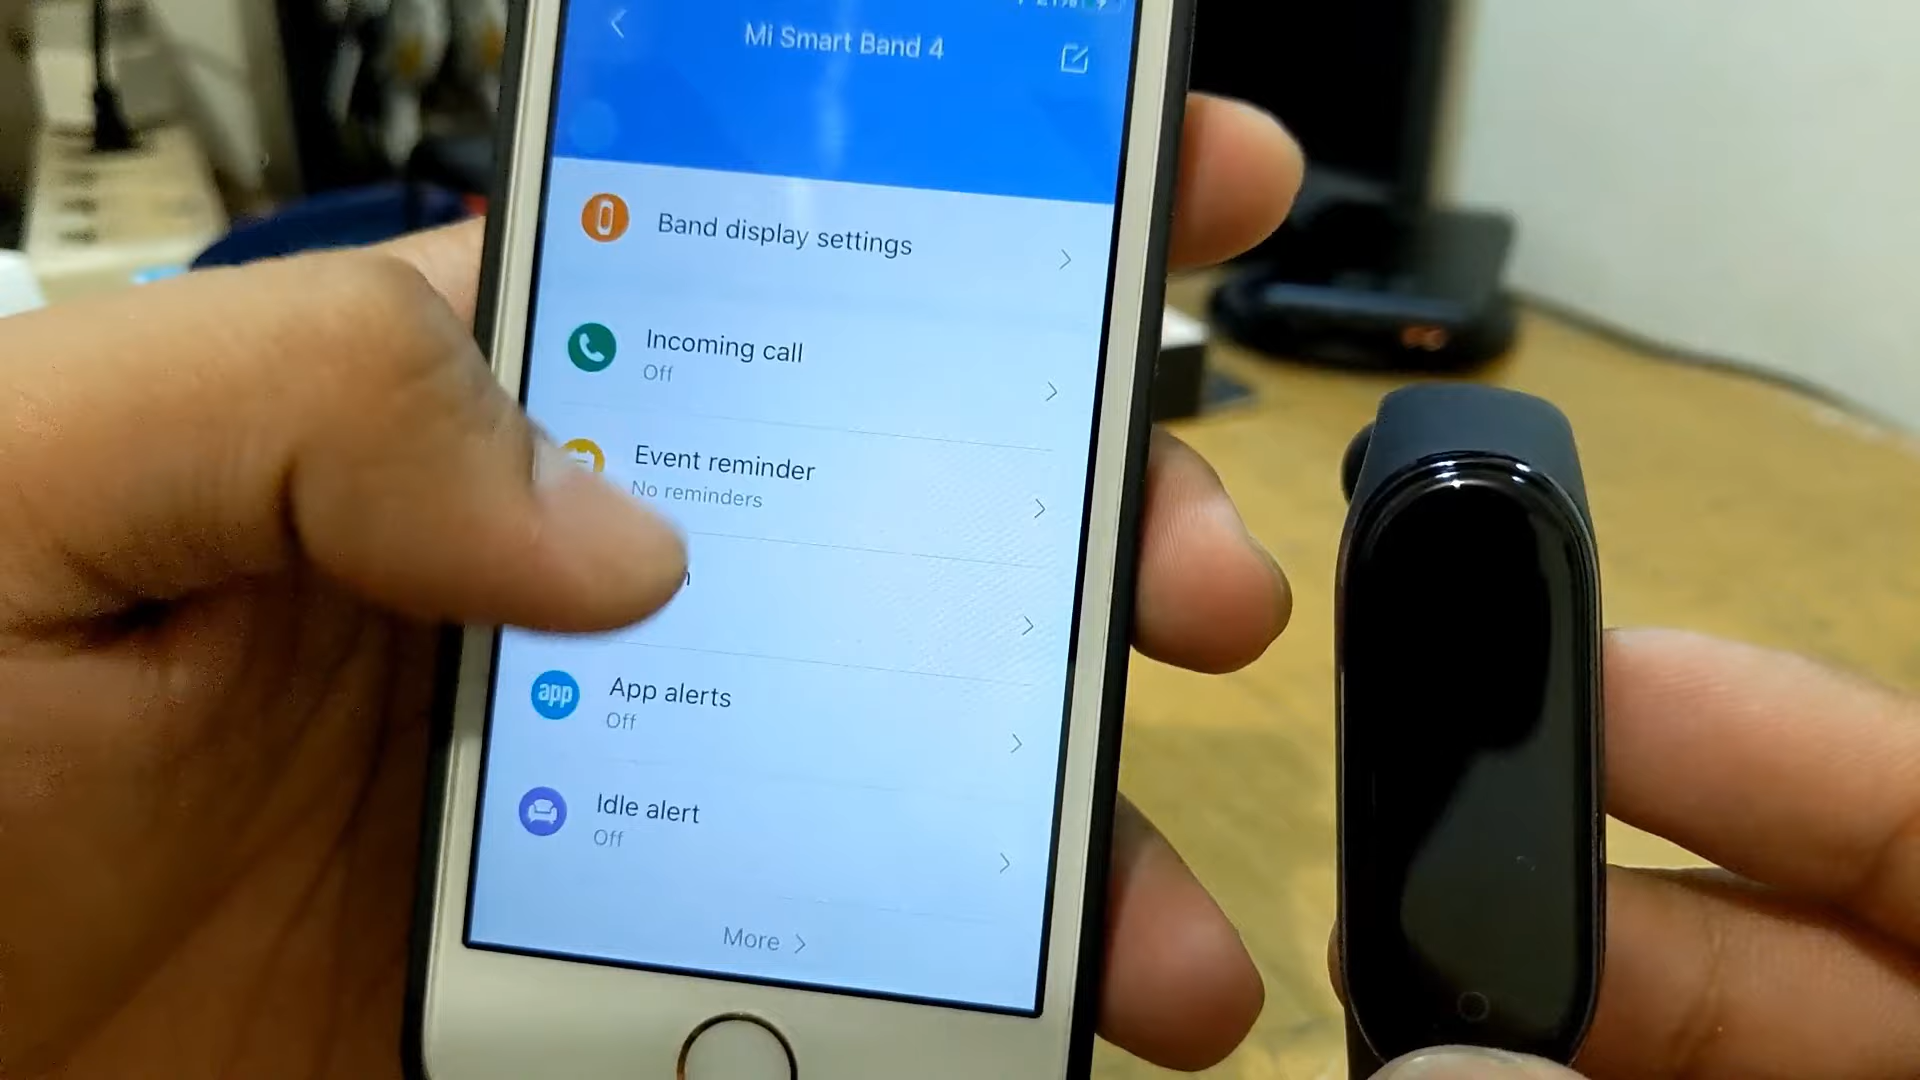 Mi Smart Band 4
Band display settings
Incoming call
Off
Event reminder
No reminders
App alerts
app
Off
Idle alert
Off
More